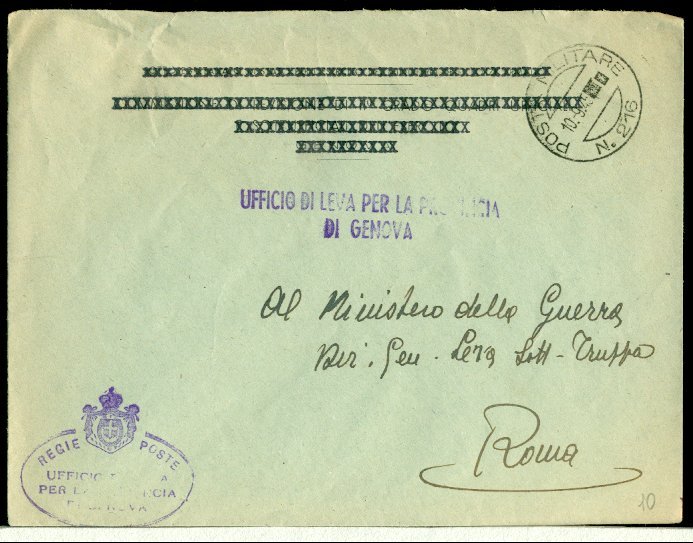 POSTA MILITARE
N. 216
UFFICIO DI LEVA PER LA PROVINCIA
DI GENOVA
Al Ministero della Guerra
Dir. Gen. Leva Sott-Truppa
Roma
REGIE POSTE
UFFICIO
PER LA
10